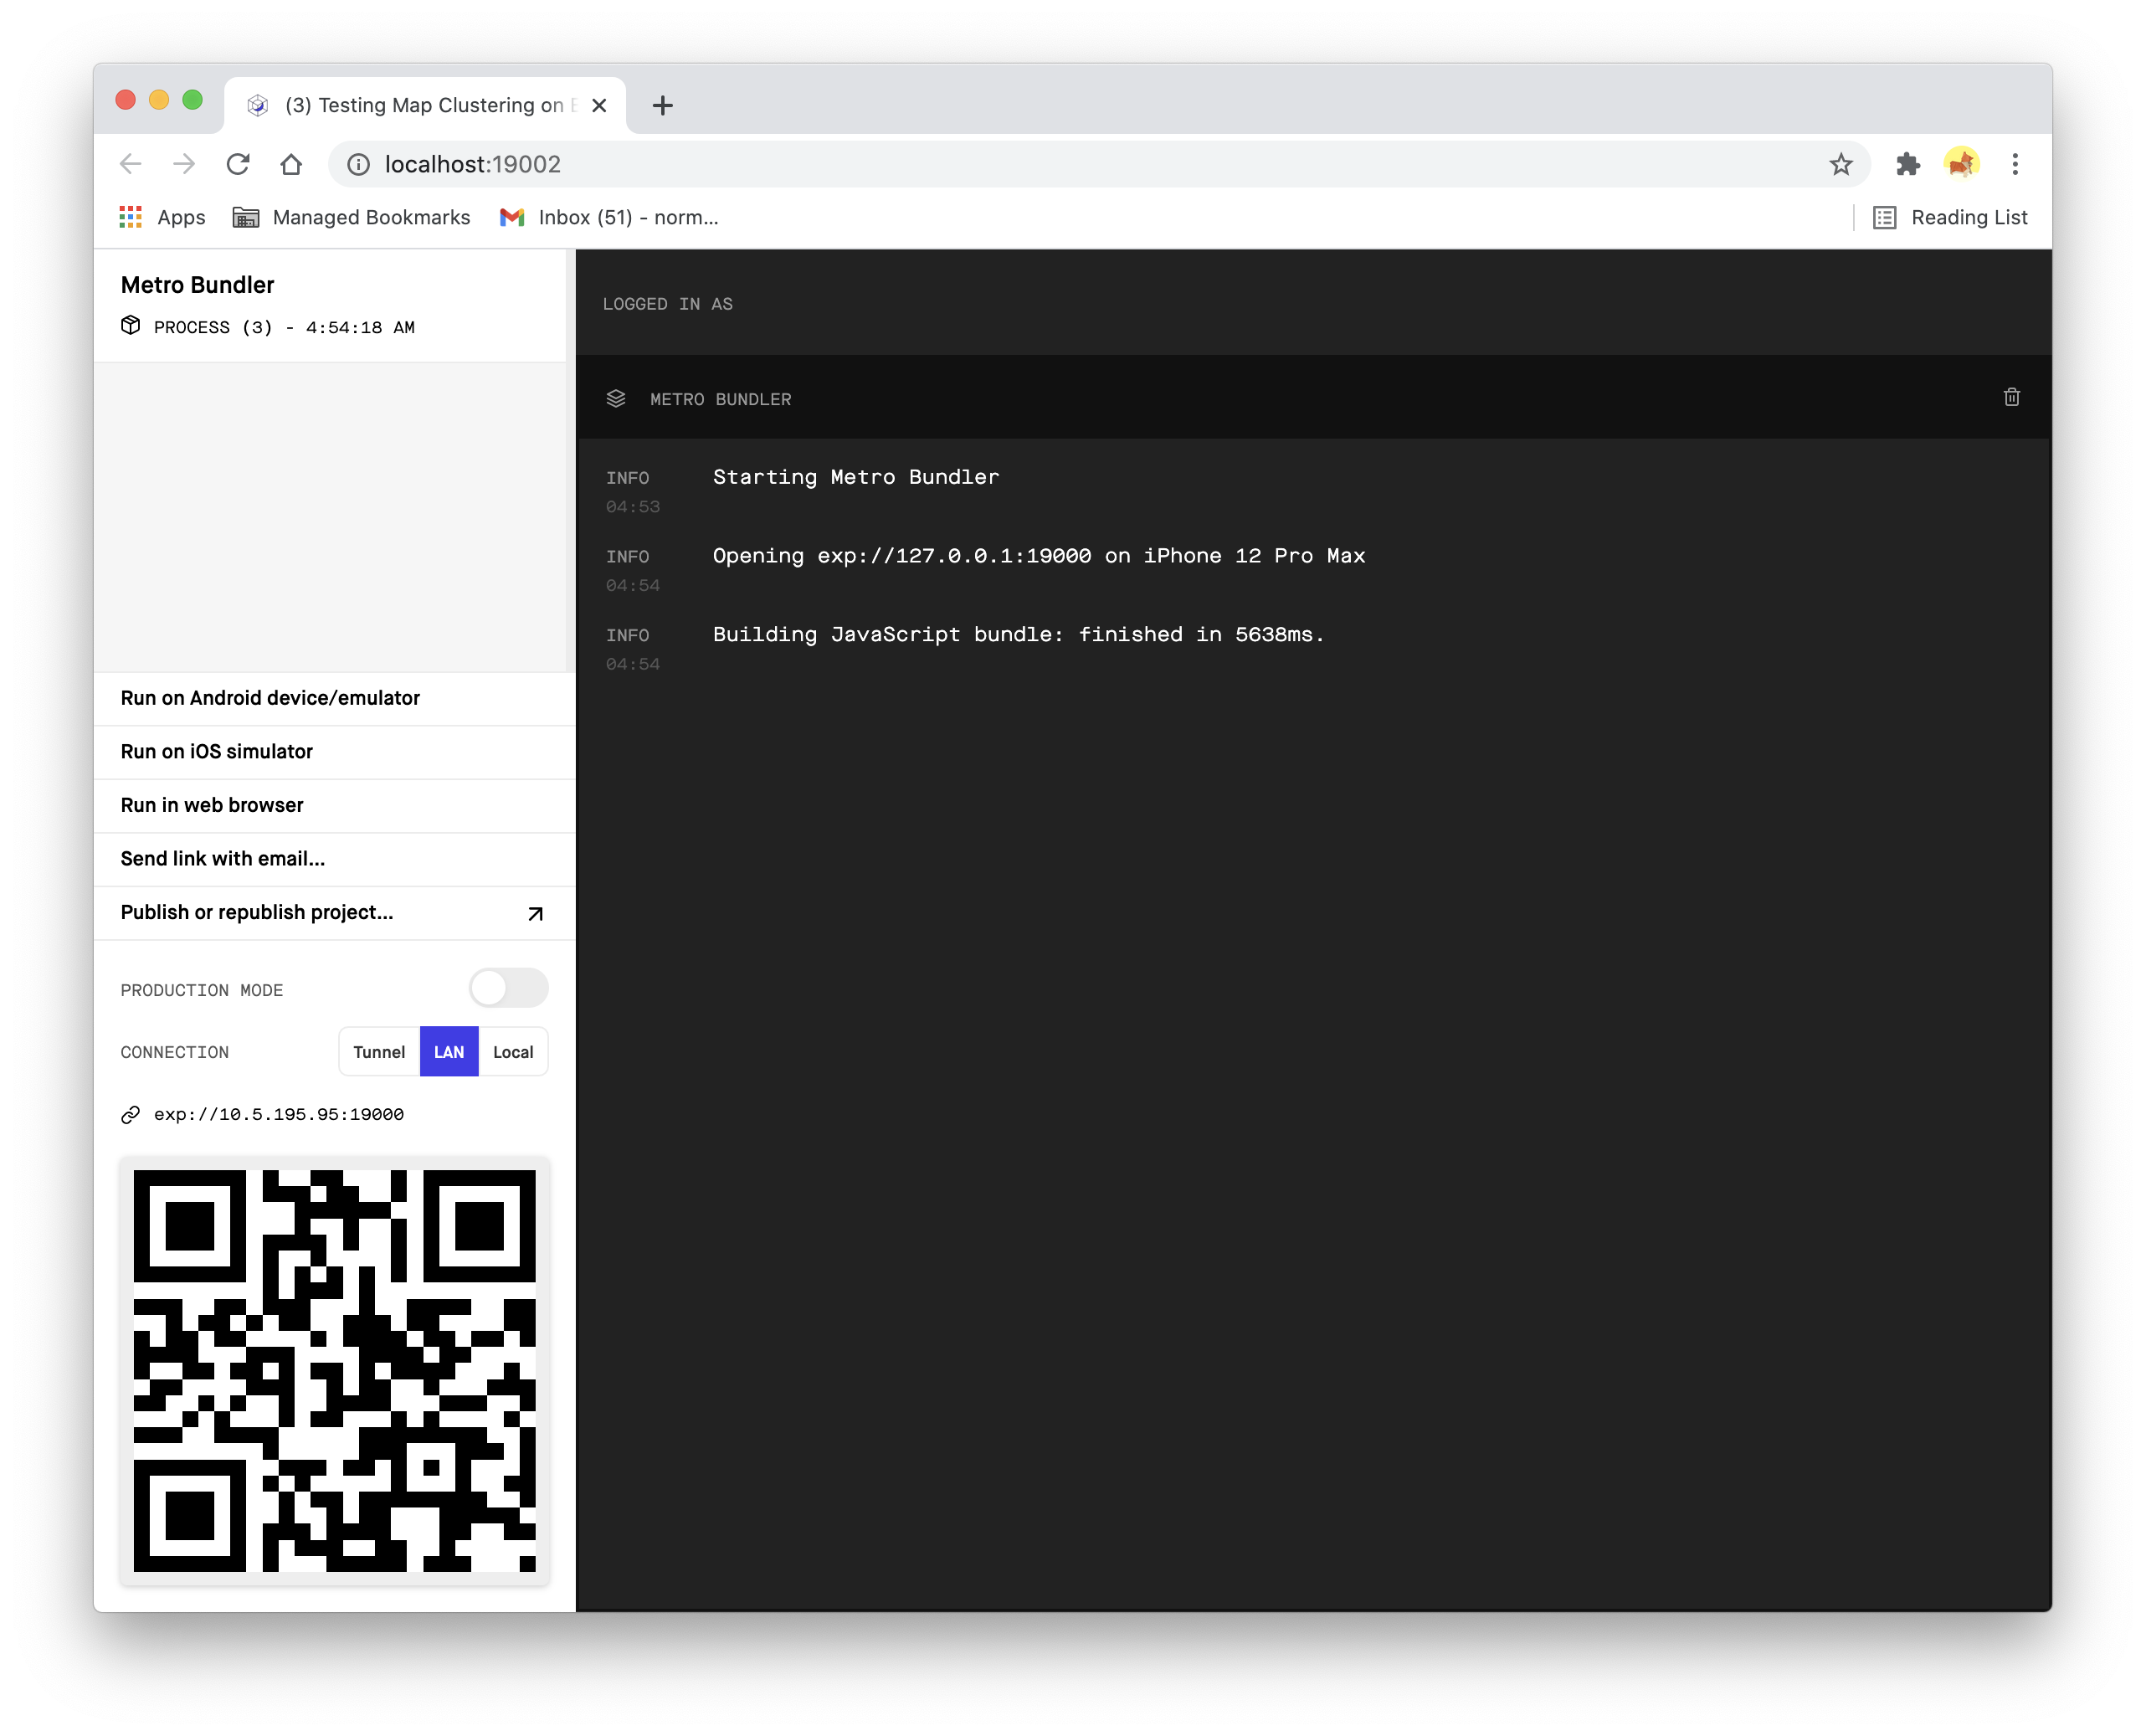 (3) Testing Map Clustering on E
localhost:19002
Apps
Managed Bookmarks
Inbox (51) - norm...
Reading List
Metro Bundler
PROCESS (3) - 4:54:18 AM
Run on Android device/emulator
Run on iOS simulator
Run in web browser
Send link with email...
Publish or republish project...
PRODUCTION MODE
CONNECTION
Tunnel
LAN
Local
exp://10.5.195.95:19000
LOGGED IN AS
METRO BUNDLER
INFO Starting Metro Bundler
04:53
INFO Opening exp://127.0.0.1:19000 on iPhone 12 Pro Max
04:54
INFO Building JavaScript bundle: finished in 5638ms.
04:54